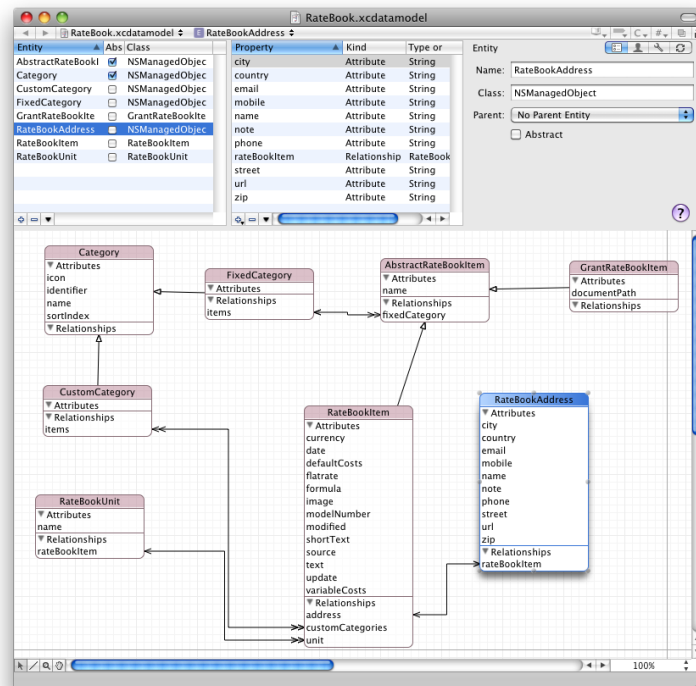 RateBook.xcdatamodel
RateBook.xcdatamodel RateBookAddress
Entity Abs Class
AbstractRateBookI NSManagedObjec
Category NSManagedObjec
CustomCategory NSManagedObjec
FixedCategory NSManagedObjec
GrantRateBookIte GrantRateBookIte
RateBookAddress NSManagedObjec
RateBookItem RateBookItem
RateBookUnit RateBookUnit
Property Kind Type or
city Attribute String
country Attribute String
email Attribute String
mobile Attribute String
name Attribute String
note Attribute String
phone Attribute String
rateBookItem Relationship RateBook
street Attribute String
url Attribute String
zip Attribute String
Entity
Name: RateBookAddress
Class: NSManagedObject
Parent: No Parent Entity
Abstract
?
Category
Attributes
icon
identifier
name
sortIndex
Relationships
FixedCategory
Attributes
Relationships
items
AbstractRateBookItem
Attributes
name
Relationships
fixedCategory
GrantRateBookItem
Attributes
documentPath
Relationships
CustomCategory
Attributes
Relationships
items
RateBookItem
Attributes
currency
date
defaultCosts
flatrate
formula
image
modelNumber
modified
shortText
source
text
update
variableCosts
Relationships
address
customCategories
unit
RateBookAddress
Attributes
city
country
email
mobile
name
note
phone
street
url
zip
Relationships
rateBookItem
RateBookUnit
Attributes
name
Relationships
rateBookItem
100%